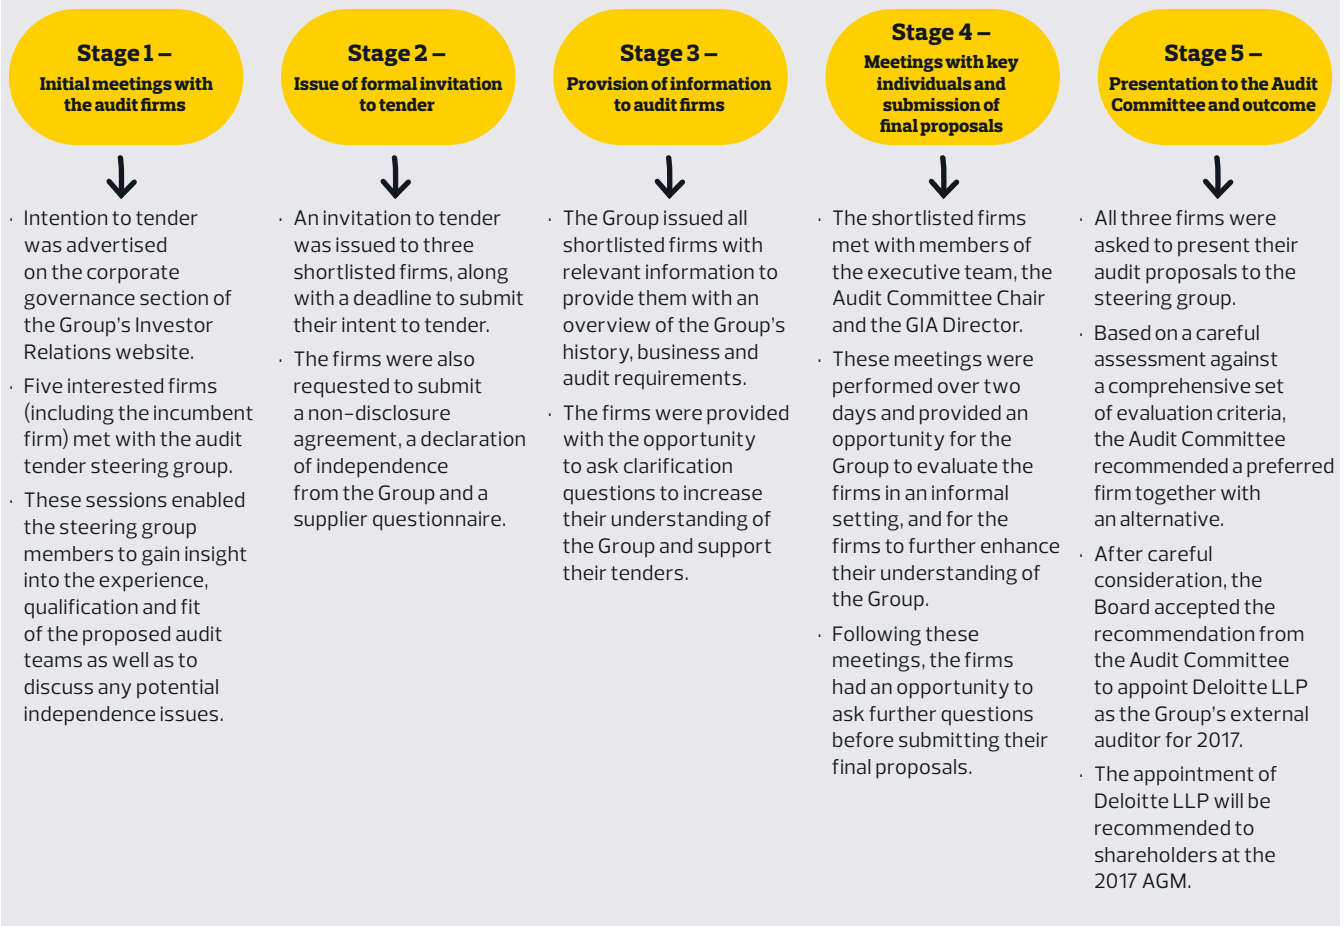 Stage 1 –
Initial meetings with
the audit firms
· Intention to tender
was advertised
on the corporate
governance section of
the Group's Investor
Relations website.
· Five interested firms
(including the incumbent
firm) met with the audit
tender steering group.
· These sessions enabled
the steering group
members to gain insight
into the experience,
qualification and fit
of the proposed audit
teams as well as to
discuss any potential
independence issues.
Stage 2 –
Issue of formal invitation
to tender
· An invitation to tender
was issued to three
shortlisted firms, along
with a deadline to submit
their intent to tender.
· The firms were also
requested to submit
a non-disclosure
agreement, a declaration
of independence
from the Group and a
supplier questionnaire.
Stage 3 –
Provision of information
to audit firms
· The Group issued all
shortlisted firms with
relevant information to
provide them with an
overview of the Group's
history, business and
audit requirements.
· The firms were provided
with the opportunity
to ask clarification
questions to increase
their understanding of
the Group and support
their tenders.
Stage 4 –
Meetings with key
individuals and
submission of
final proposals
· The shortlisted firms
met with members of
the executive team, the
Audit Committee Chair
and the GIA Director.
· These meetings were
performed over two
days and provided an
opportunity for the
Group to evaluate the
firms in an informal
setting, and for the
firms to further enhance
their understanding of
the Group.
· Following these
meetings, the firms
had an opportunity to
ask further questions
before submitting their
final proposals.
Stage 5 –
Presentation to the Audit
Committee and outcome
· All three firms were
asked to present their
audit proposals to the
steering group.
· Based on a careful
assessment against
a comprehensive set
of evaluation criteria,
the Audit Committee
recommended a preferred
firm together with
an alternative.
· After careful
consideration, the
Board accepted the
recommendation from
the Audit Committee
to appoint Deloitte LLP
as the Group's external
auditor for 2017.
· The appointment of
Deloitte LLP will be
recommended to
shareholders at the
2017 AGM.